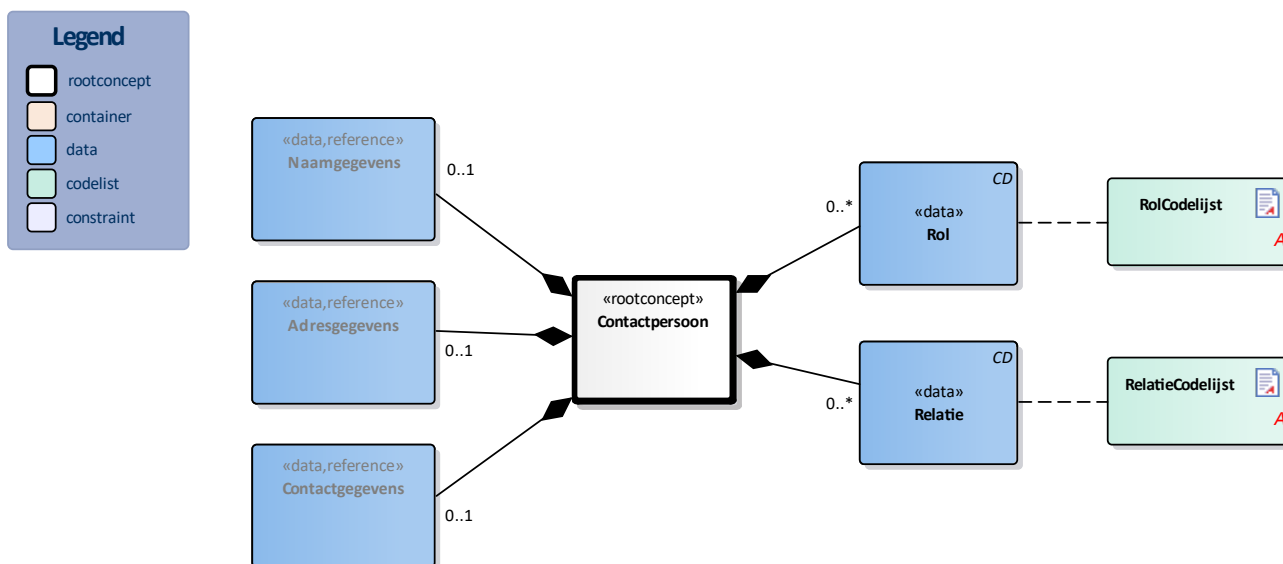 Legend
rootconcept
container
data
codelist
constraint
«data,reference»
Naamgegevens
0..1
«data,reference»
Adresgegevens
0..1
«data,reference»
Contactgegevens
0..1
«rootconcept»
Contactpersoon
0..*
CD
«data»
Rol
RolCodelijst
A
0..*
CD
«data»
Relatie
RelatieCodelijst
A